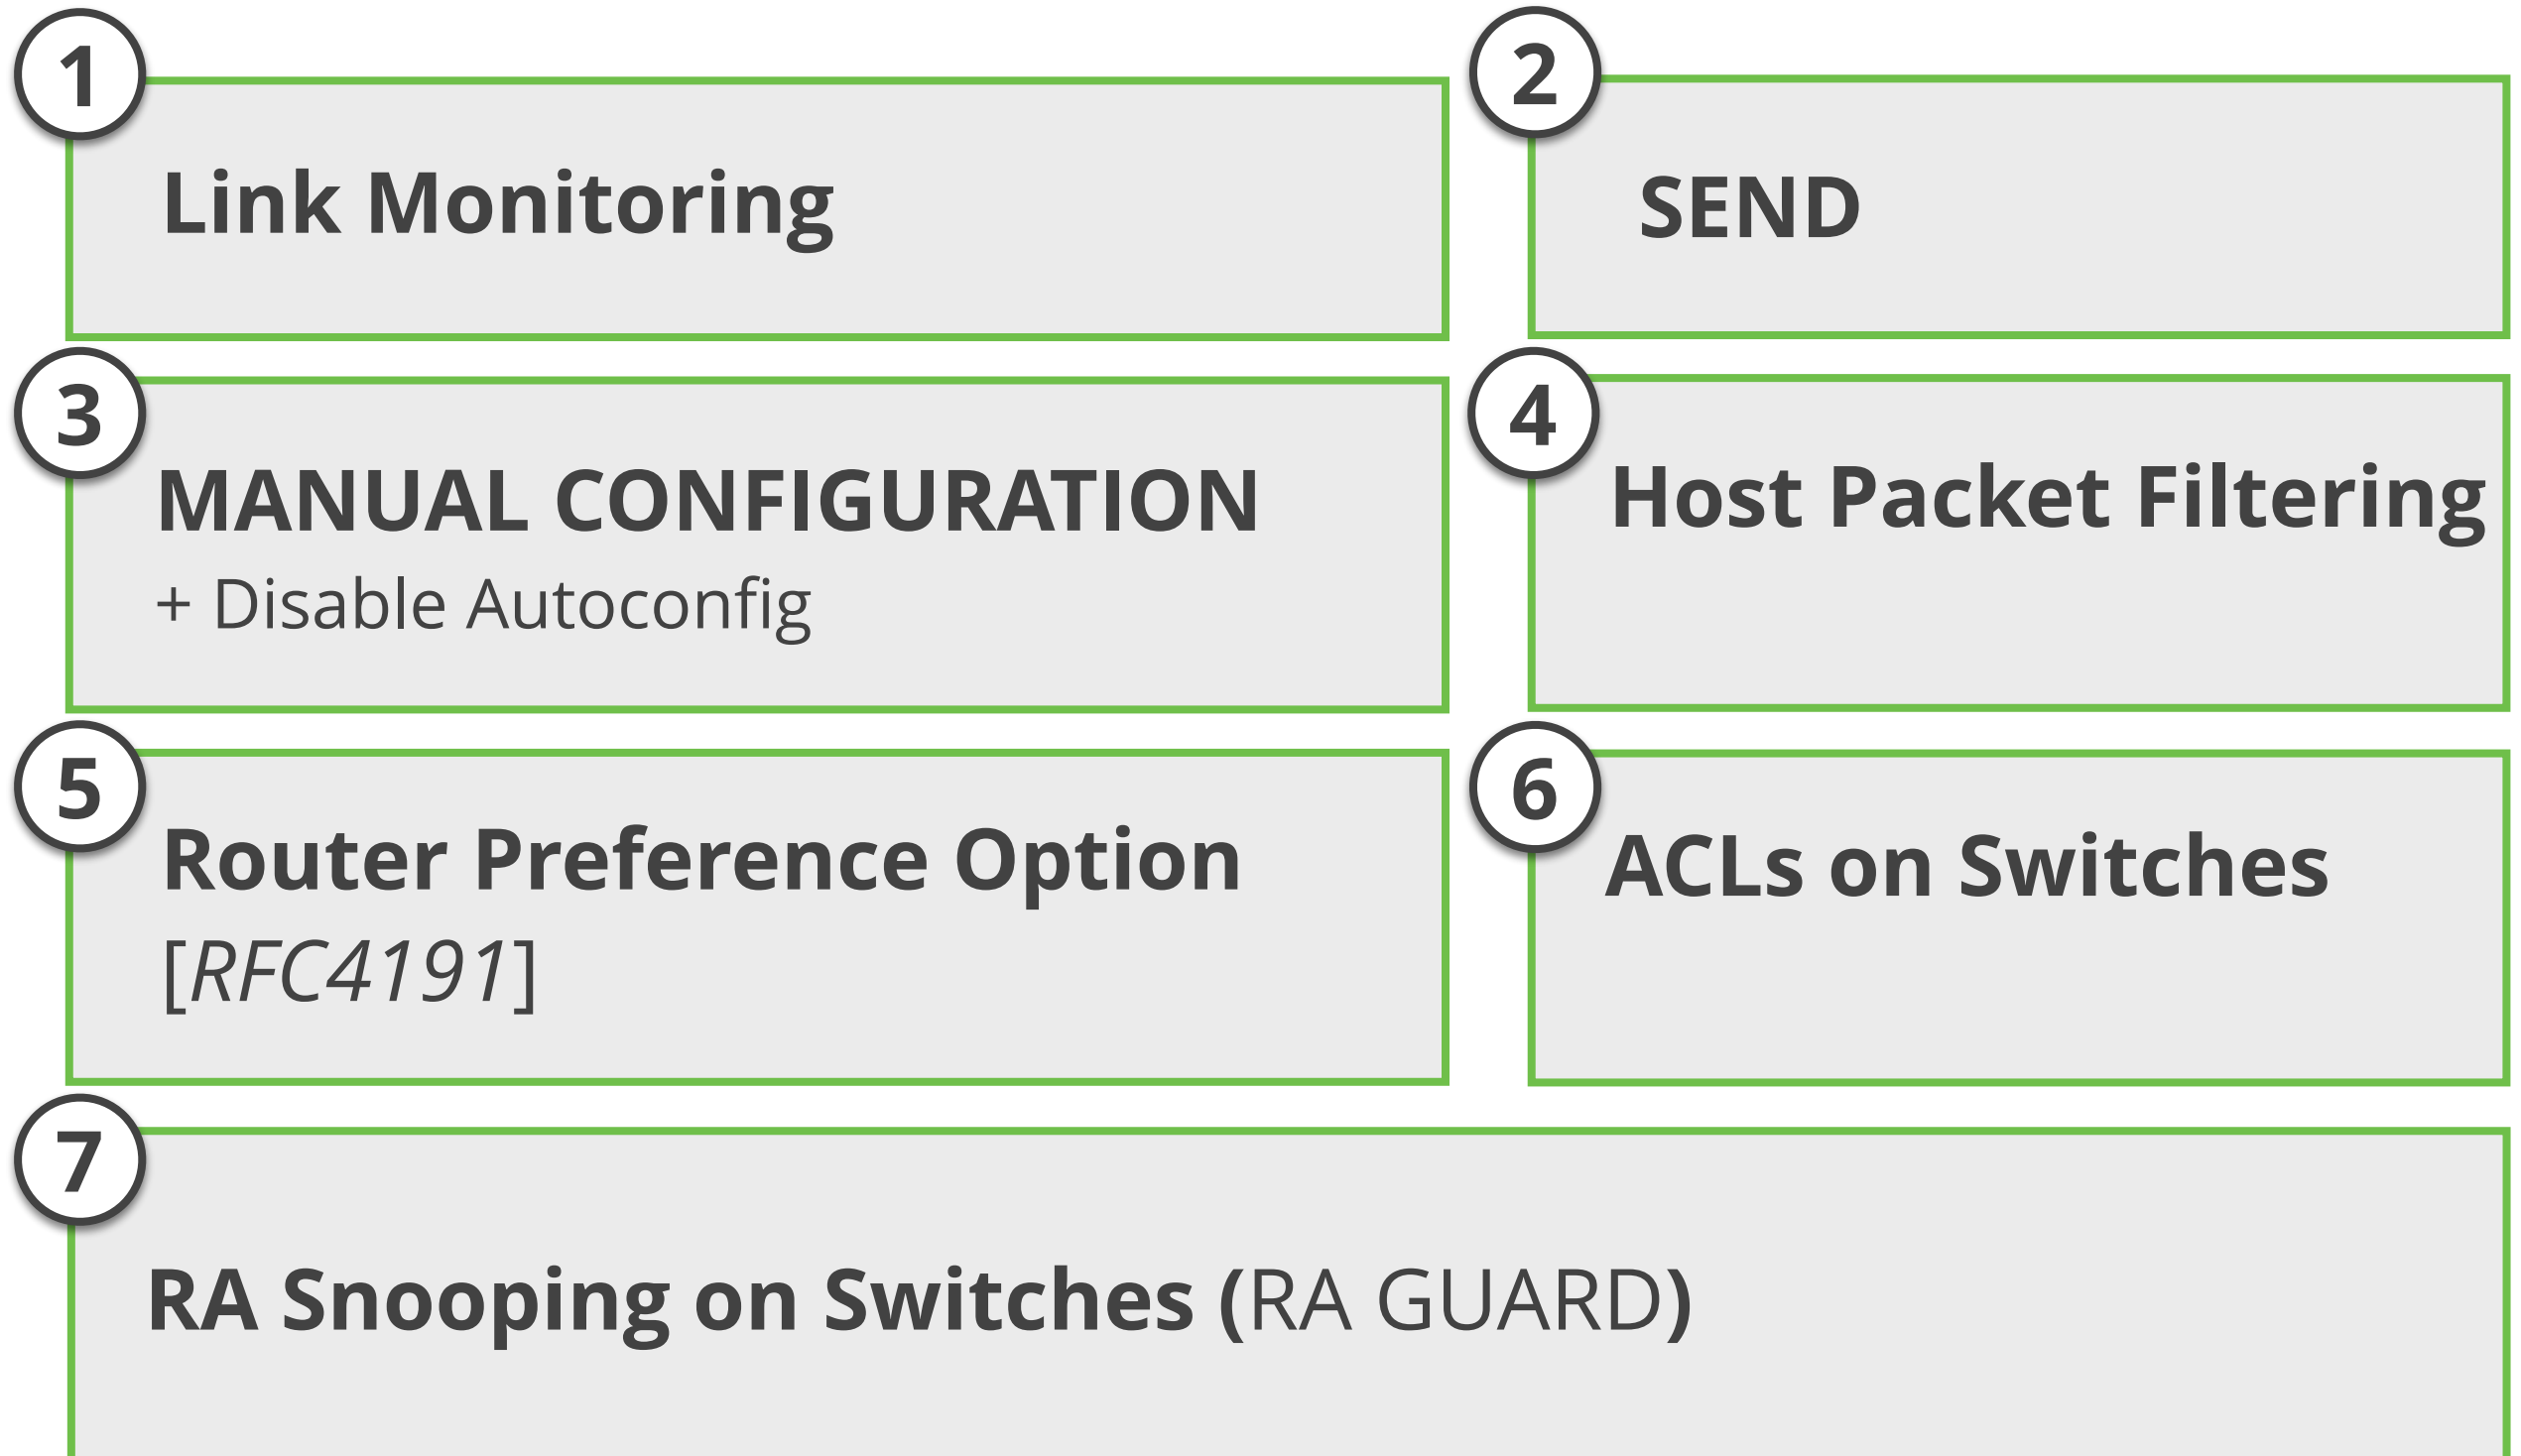 1
Link Monitoring
2
SEND
3
MANUAL CONFIGURATION
+ Disable Autoconfig
4
Host Packet Filtering
5
Router Preference Option
[RFC4191]
6
ACLs on Switches
7
RA Snooping on Switches (RA GUARD)